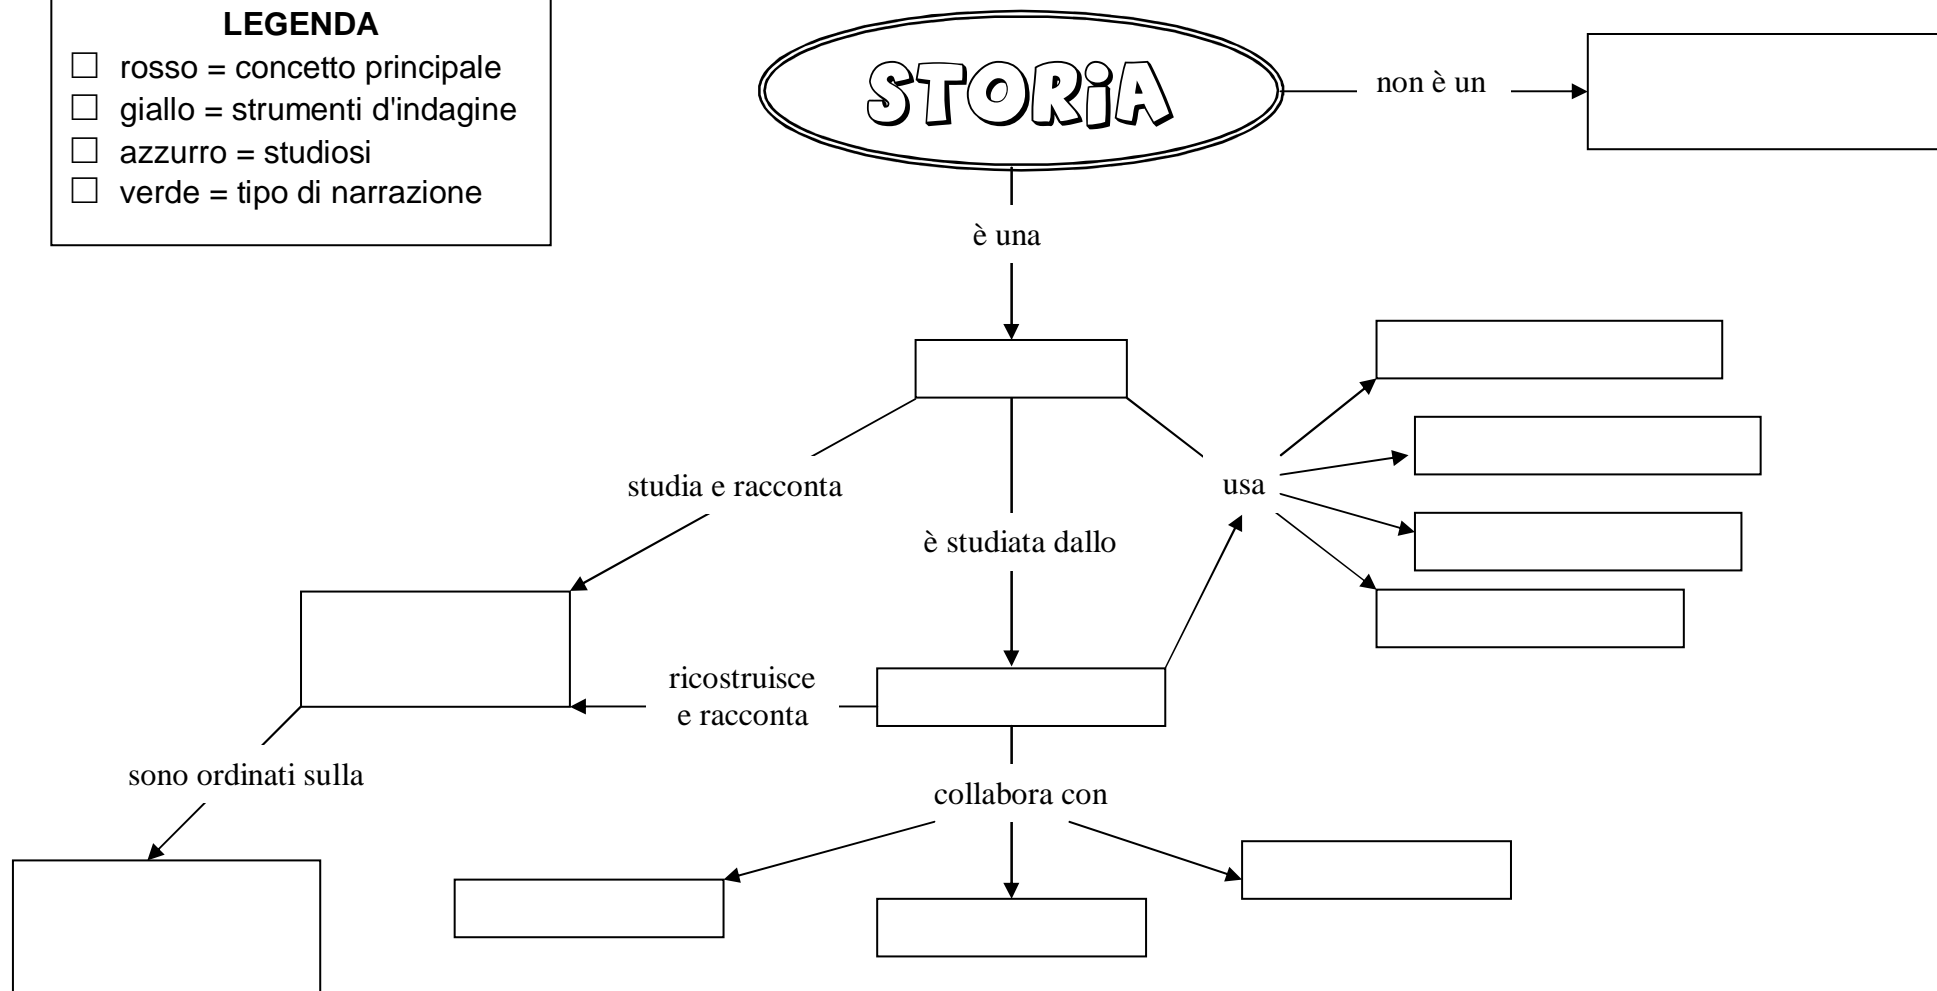 LEGENDA
rosso = concetto principale
giallo = strumenti d'indagine
azzurro = studiosi
verde = tipo di narrazione
STORiA
non è un
è una
studia e racconta
usa
è studiata dallo
ricostruisce
e racconta
sono ordinati sulla
collabora con